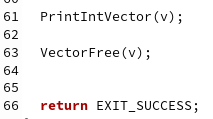 61 PrintIntVector(v);
62
63 VectorFree(v);
64
65
66 return EXIT_SUCCESS;